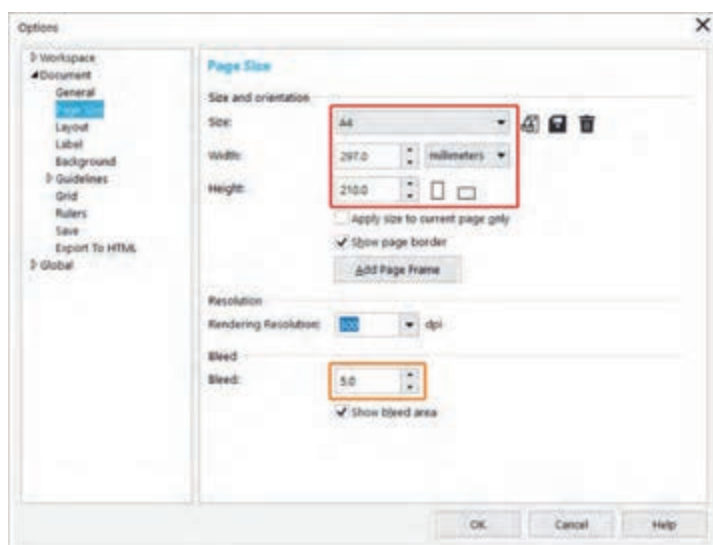 Options
Workspace
Document
General
Page Size
Layout
Label
Background
Guidelines
Grid
Rulers
Save
Export To HTML
Global
Page Size
Size and orientation
Size: A4
Width: 297.0 millimeters
Height: 210.0
Apply size to current page only
Show page border
Add Page Frame
Resolution
Rendering Resolution: 300 dpi
Bleed
Bleed: 5.0
Show bleed area
OK Cancel Help